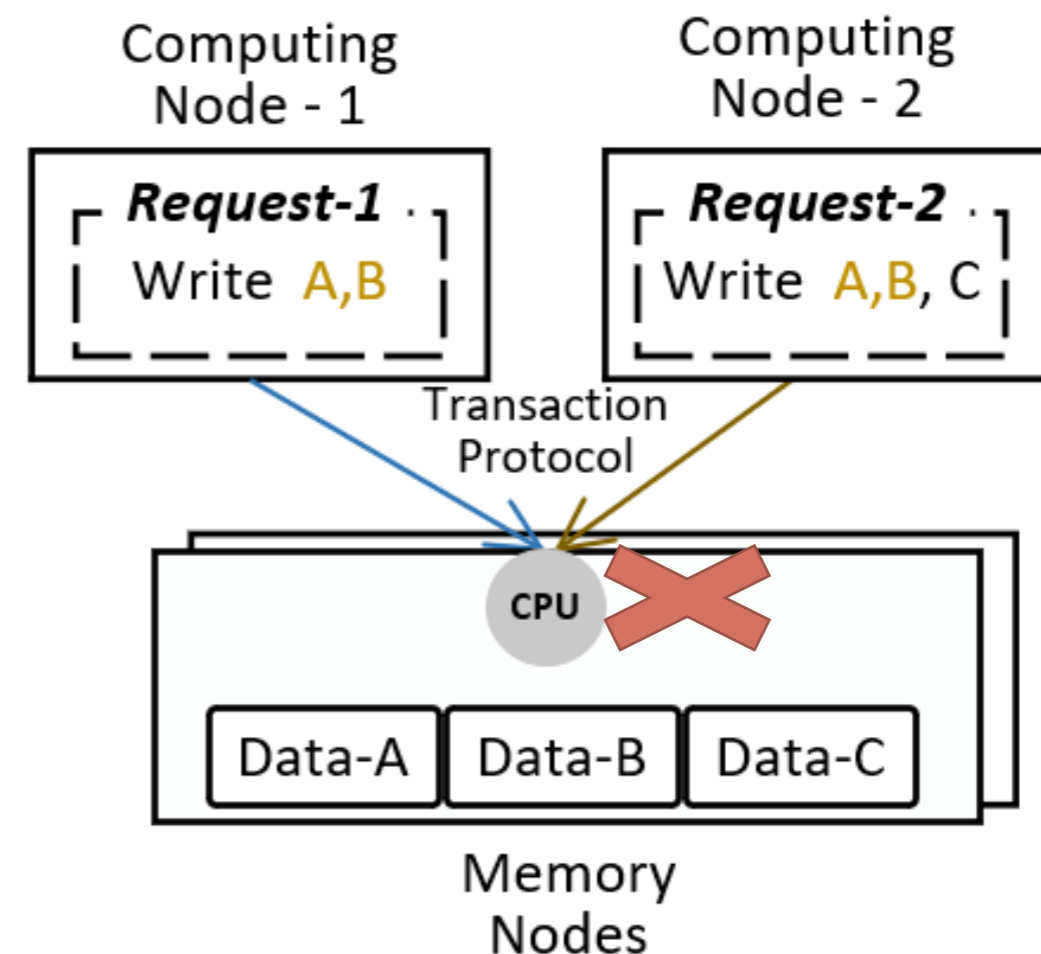 Computing
Node - 1
Computing
Node - 2
Request-1
Write A,B
Request-2
Write A,B, C
Transaction
Protocol
CPU
Data-A
Data-B
Data-C
Memory
Nodes